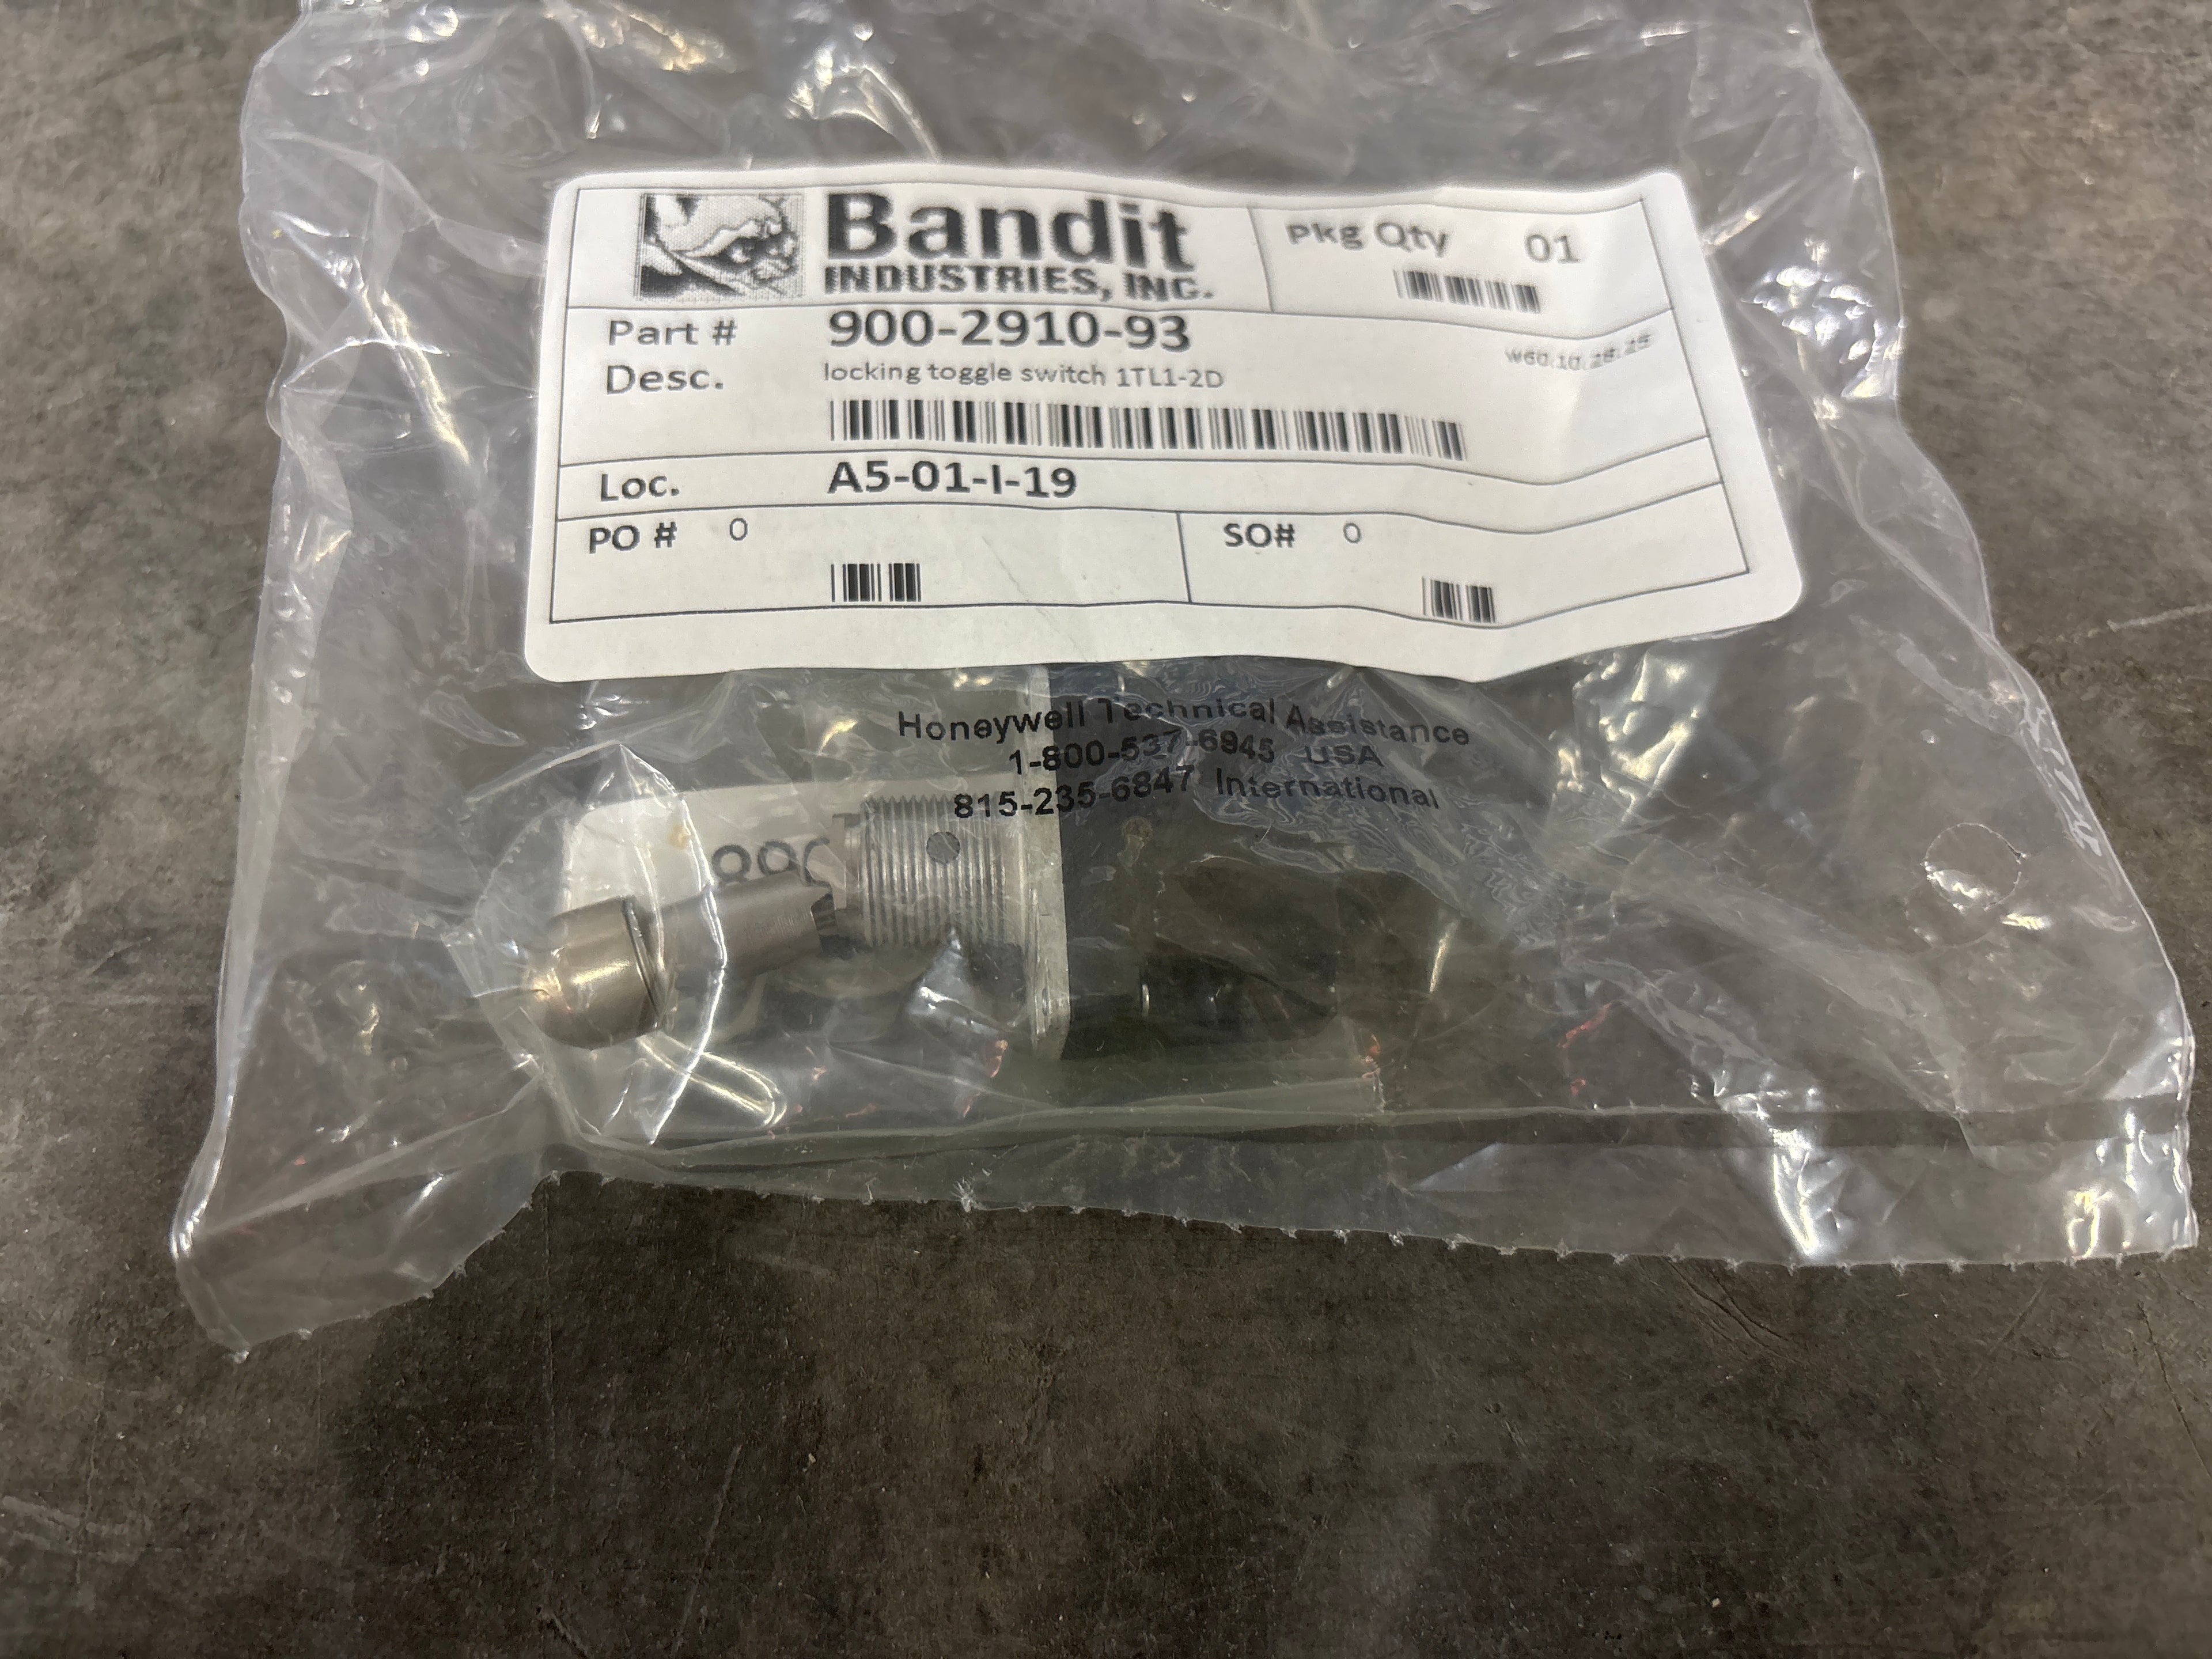 Bandit
INDUSTRIES, INC.
Pkg Qty 01
Part # 900-2910-93
Desc. locking toggle switch 1TL1-2D
Loc. A5-01-I-19
PO # 0
SO# 0
Honeywell Technical Assistance
1-800-537-6945 USA
815-235-6847 International